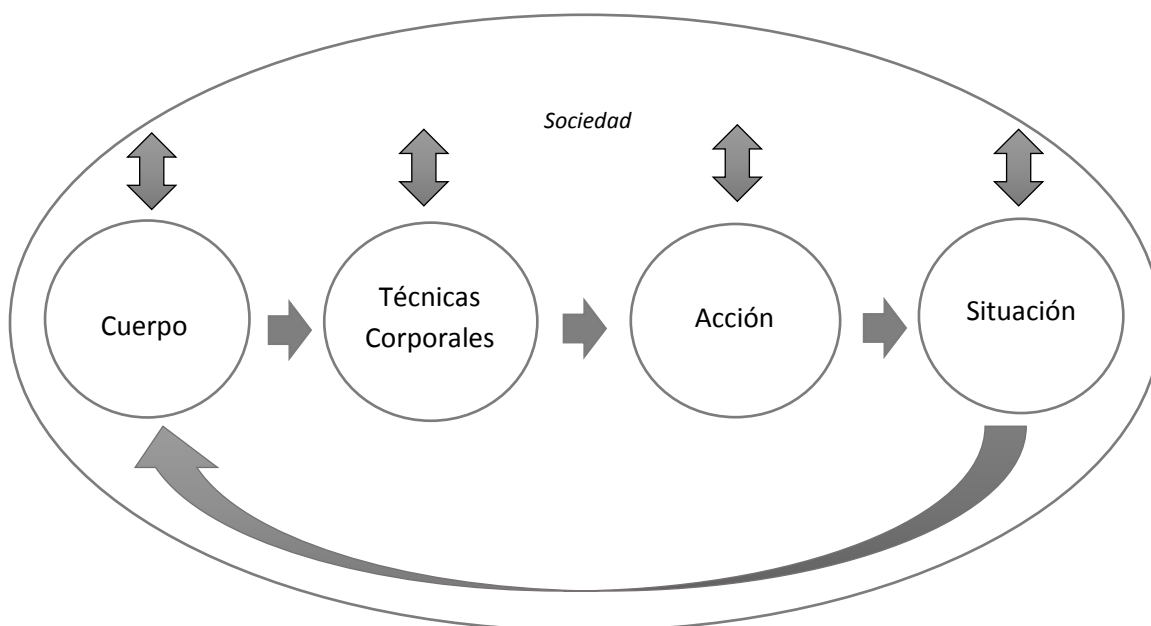 Sociedad
Cuerpo
Técnicas
Corporales
Acción
Situación